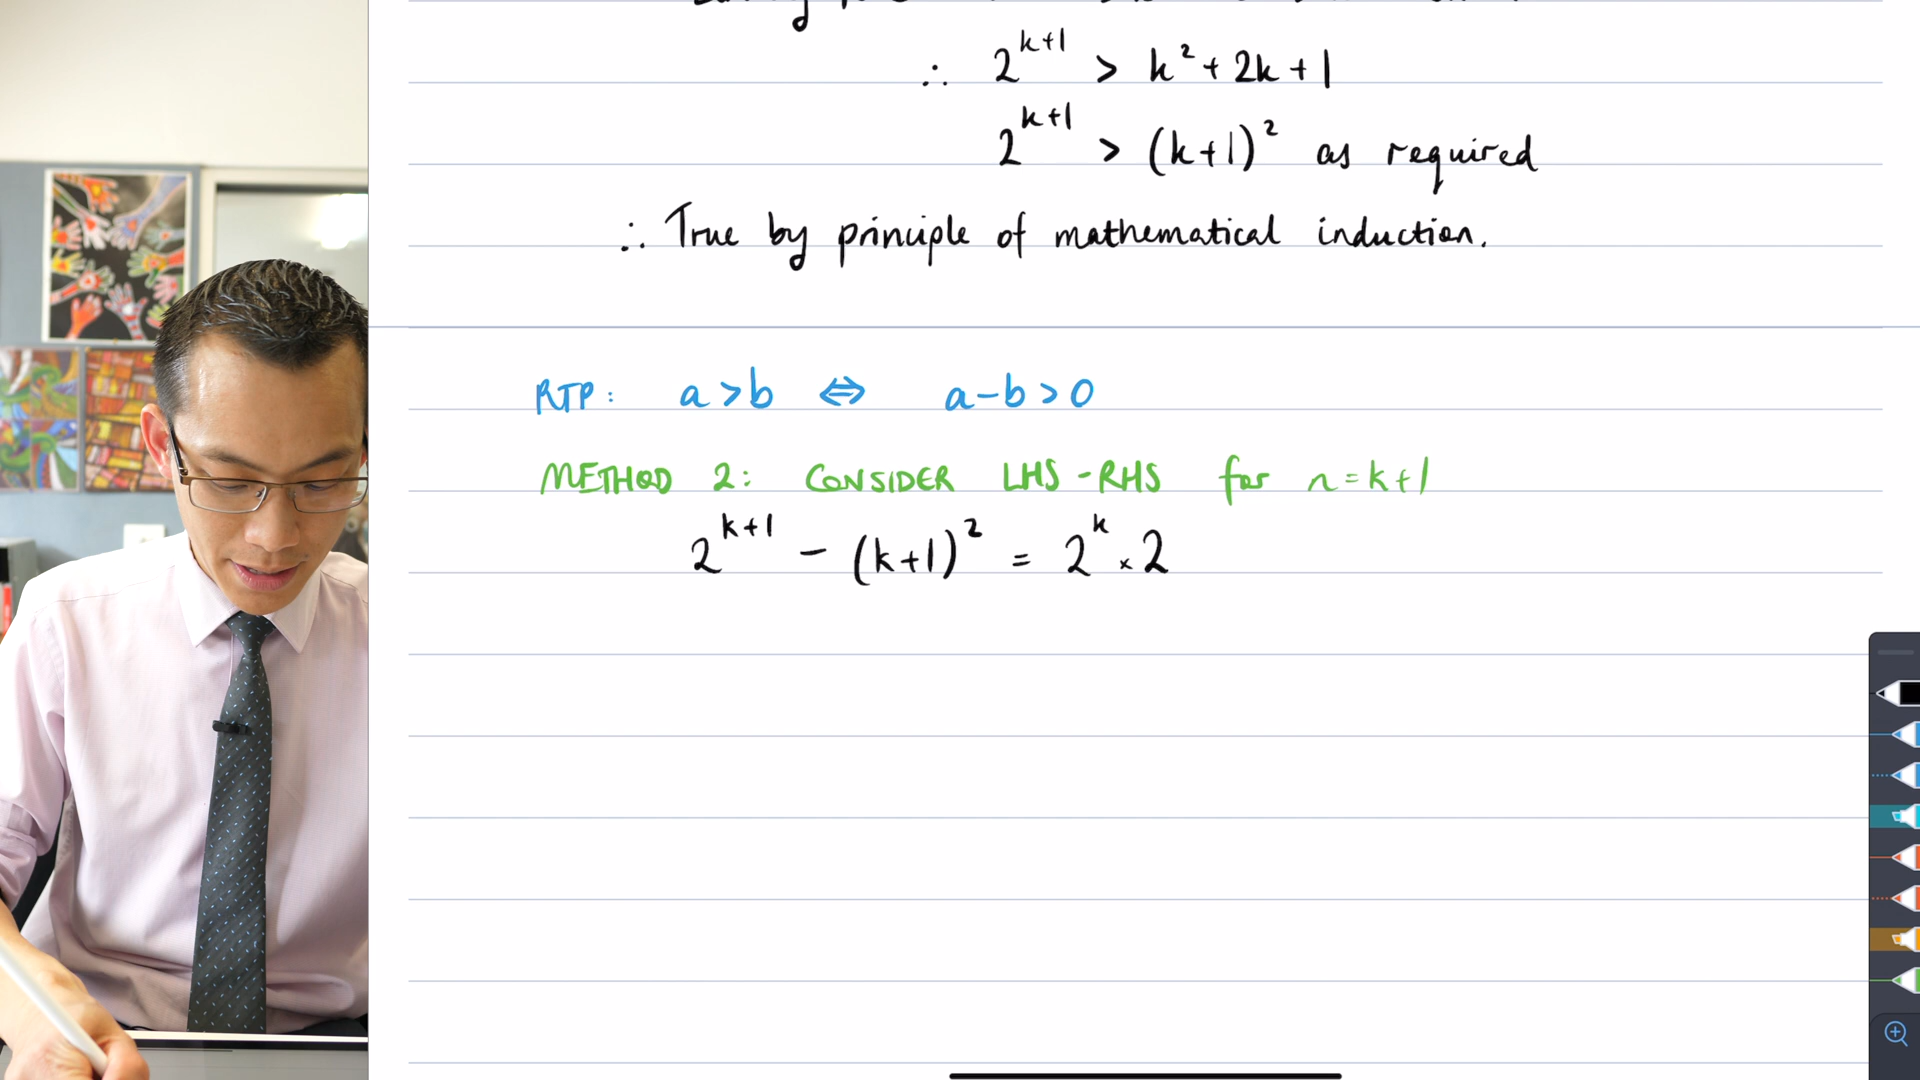 ∴ 2^{k+1} > k² + 2k + 1
2^{k+1} > (k+1)² as required
∴ True by principle of mathematical induction.
RTP: a > b ⇔ a - b > 0
METHOD 2: CONSIDER LHS - RHS for n = k+1
2^{k+1} - (k+1)² = 2^k × 2